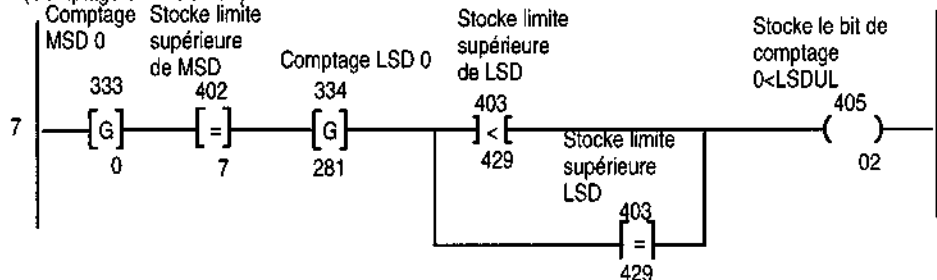 Comptage
MSD 0
Stocke limite
supérieure
de MSD
Comptage LSD 0
Stocke limite
supérieure
de LSD
Stocke le bit de
comptage
0<LSDUL
333
402
334
403
405
7
G
=
G
<
0
7
281
429
02
Stocke limite
supérieure
LSD
403
=
429